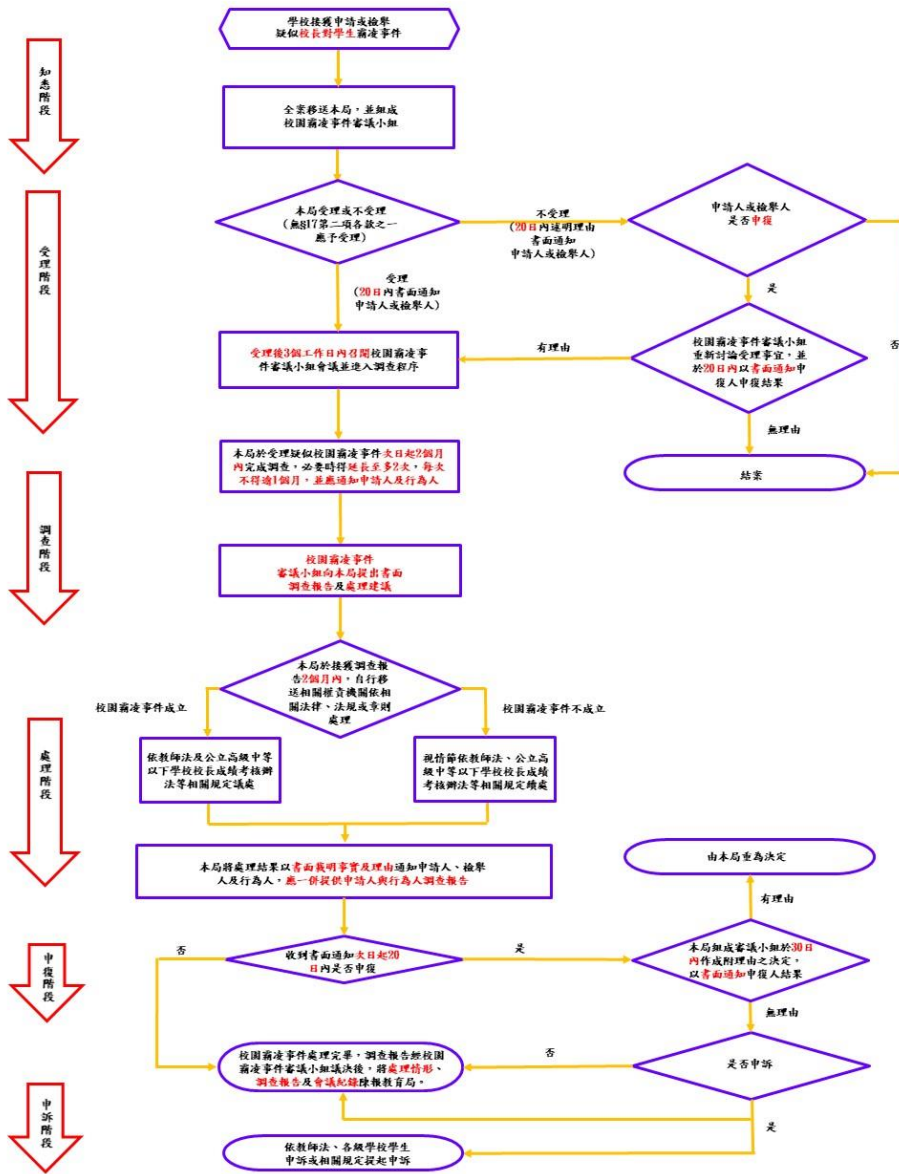 學校接獲申請或檢舉
疑似校長對學生霸凌事件
知悉階段
全案移送本局，並組成
校園霸凌事件審議小組
受理階段
本局受理或不受理
(無§17第二項各款之一
應予受理)
不受理
(20日內述明理由
書面通知
申請人或檢舉人)
申請人或檢舉人
是否申復
受理
(20日內書面通知
申請人或檢舉人)
是
否
受理後3個工作日內召開校園霸凌事
件審議小組會議並進入調查程序
有理由
校園霸凌事件審議小組
重新討論受理事宜，並
於20日內以書面通知申
復人申復結果
無理由
結案
本局於受理疑似校園霸凌事件次日起2個月
內完成調查，必要時得延長至多2次，每次
不得逾1個月，並應通知申請人及行為人
調查階段
校園霸凌事件
審議小組向本局提出書面
調查報告及處理建議
本局於接獲調查報
告2個月內，自行移
送相關權責機關依相
關法律、法規或章則
處理
校園霸凌事件成立
校園霸凌事件不成立
處理階段
依教師法及公立高級中等
以下學校校長成績考核辦
法等相關規定議處
視情節依教師法、公立高
級中等以下學校校長成績
考核辦法等相關規定續處
本局將處理結果以書面載明事實及理由通知申請人、檢舉
人及行為人，應一併提供申請人與行為人調查報告
由本局重為決定
有理由
申復階段
否
收到書面通知次日起20
日內是否申復
是
本局組成審議小組於30日
內作成附理由之決定，
以書面通知申復人結果
無理由
校園霸凌事件處理完畢，調查報告經校園
霸凌事件審議小組議決後，將處理情形、
調查報告及會議紀錄陳報教育局。
否
是否申訴
是
申訴階段
依教師法、各級學校學生
申訴或相關規定提起申訴